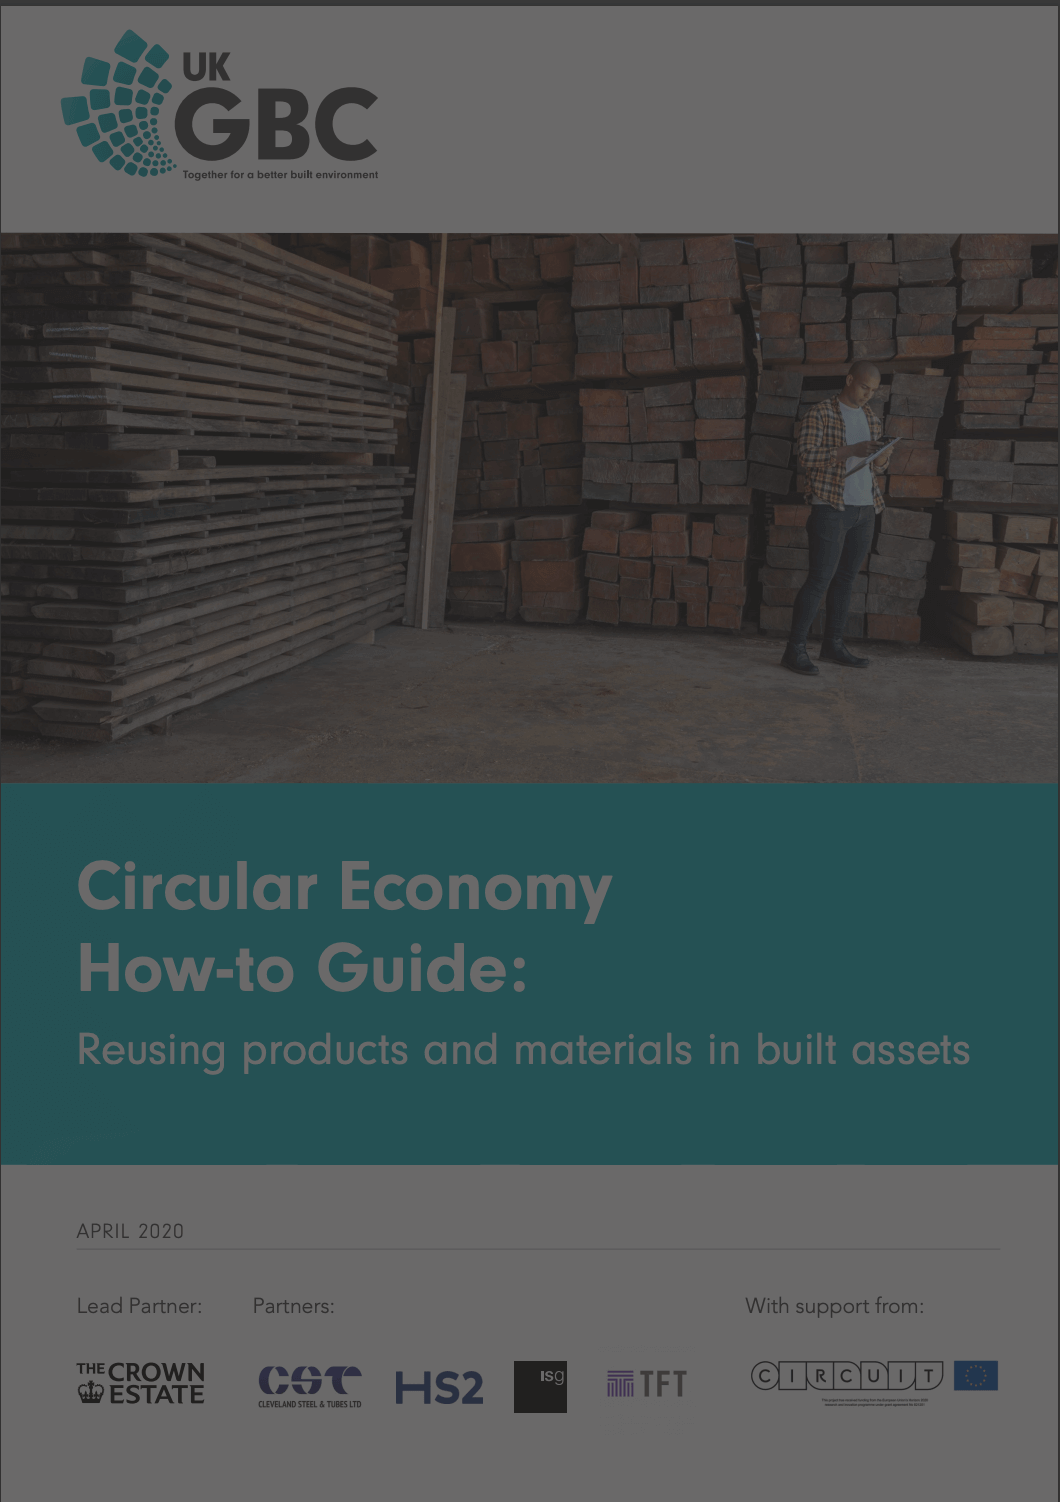 UK
GBC
Together for a better built environment
Circular Economy
How-to Guide:
Reusing products and materials in built assets
APRIL 2020
Lead Partner:
Partners:
With support from:
THE CROWN
ESTATE
CST
CLEVELAND STEEL & TUBES LTD
HS2
ISG
TFT
CIRCUIT